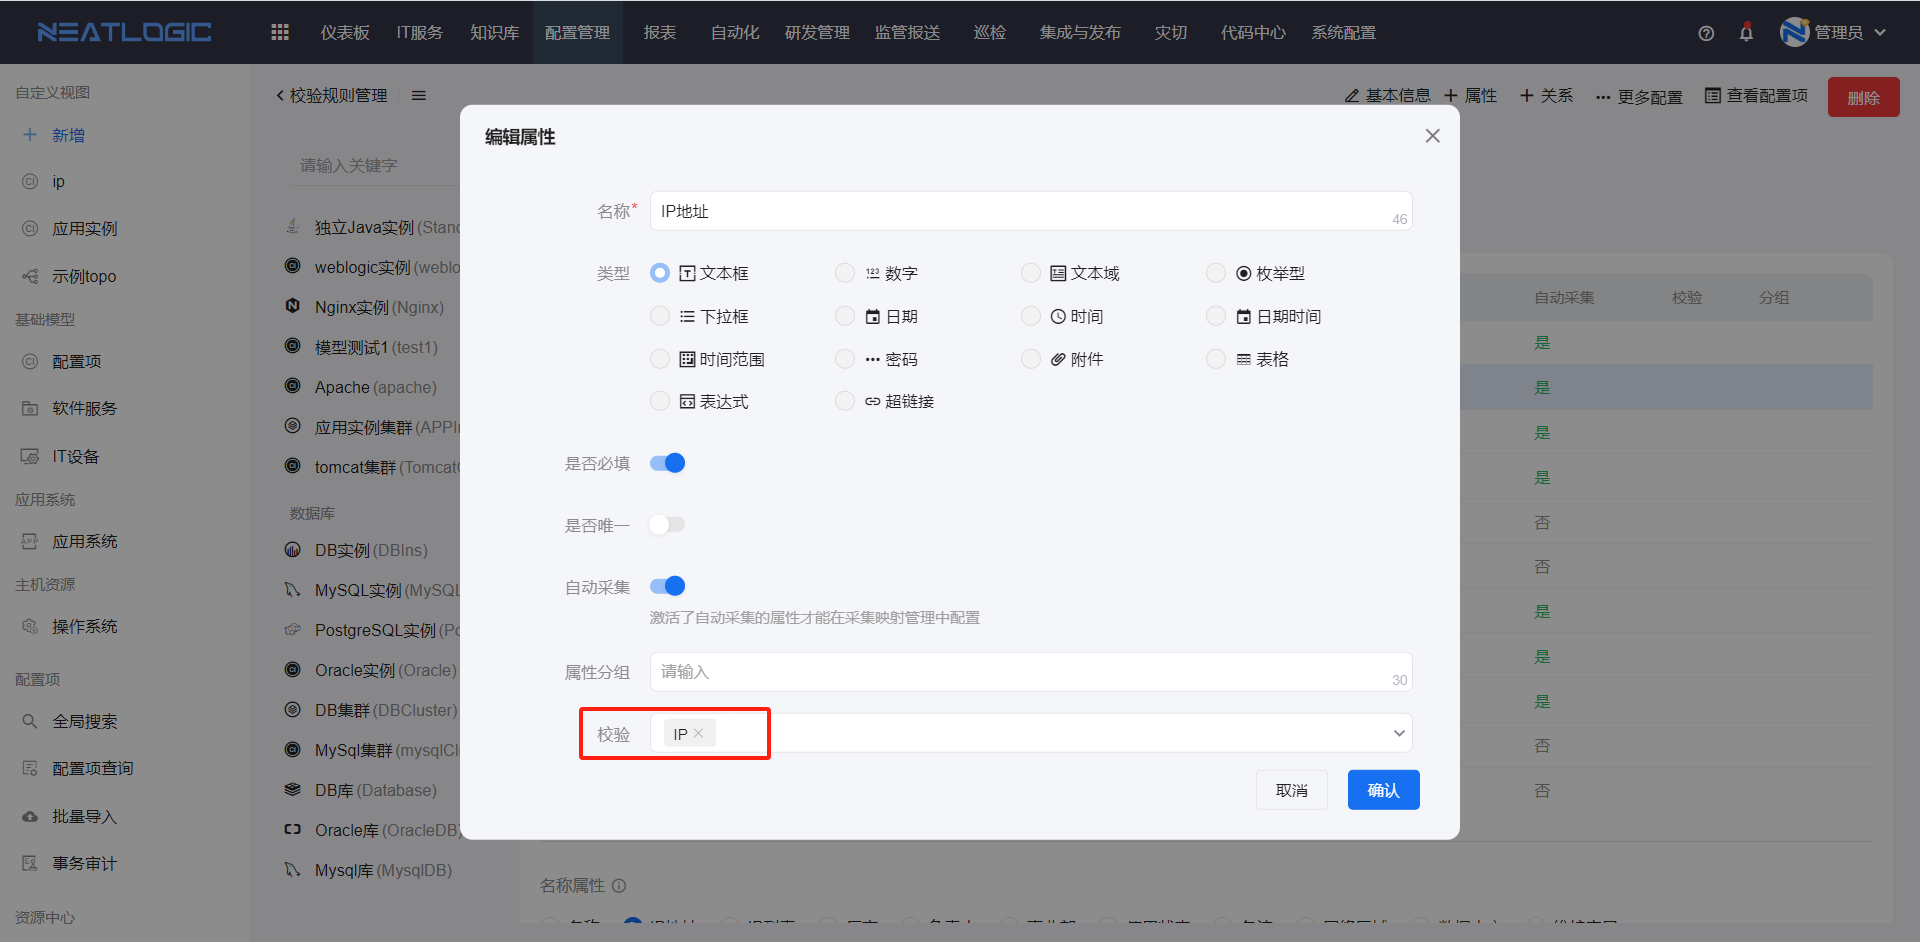 NEATLOGIC
仪表板
IT服务
知识库
配置管理
报表
自动化
研发管理
监管报送
巡检
集成与发布
灾切
代码中心
系统配置
管理员
自定义视图
新增
ip
应用实例
示例topo
基础模型
配置项
软件服务
IT设备
应用系统
应用系统
主机资源
操作系统
配置项
全局搜索
配置项查询
批量导入
事务审计
资源中心
校验规则管理
基本信息
属性
关系
更多配置
查看配置项
删除
请输入关键字
独立Java实例(Stand
weblogic实例(weblo
Nginx实例(Nginx)
模型测试1(test1)
Apache(apache)
应用实例集群(APPI
tomcat集群(Tomcat
数据库
DB实例(DBIns)
MySQL实例(MySQL
PostgreSQL实例(Po
Oracle实例(Oracle)
DB集群(DBCluster)
MySql集群(mysqlCl
DB库(Database)
Oracle库(OracleDB)
Mysql库(MysqlDB)
编辑属性
名称*
IP地址
46
类型
文本框
数字
文本域
枚举型
下拉框
日期
时间
日期时间
时间范围
密码
附件
表格
表达式
超链接
是否必填
是否唯一
自动采集
激活了自动采集的属性才能在采集映射管理中配置
属性分组
请输入
30
校验
IP
取消
确认
自动采集
校验
分组
是
是
是
是
否
否
是
是
是
否
否
名称属性